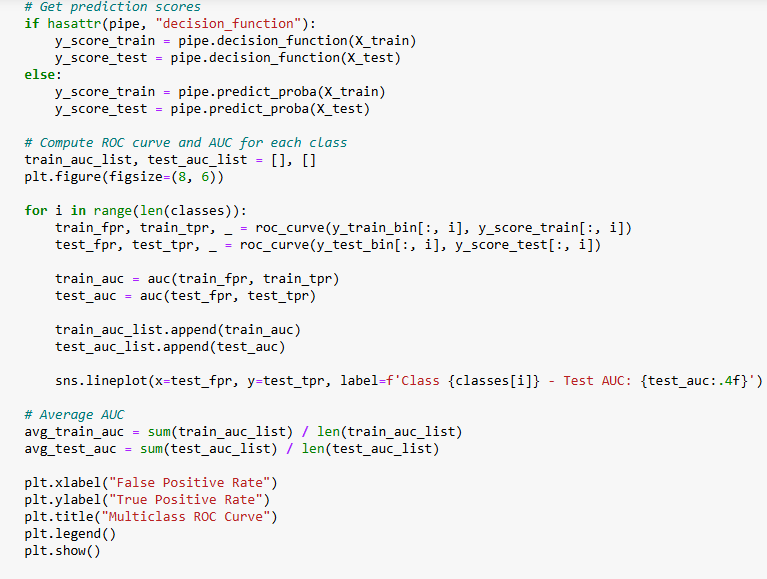 # Get prediction scores
if hasattr(pipe, "decision_function"):
    y_score_train = pipe.decision_function(X_train)
    y_score_test = pipe.decision_function(X_test)
else:
    y_score_train = pipe.predict_proba(X_train)
    y_score_test = pipe.predict_proba(X_test)

# Compute ROC curve and AUC for each class
train_auc_list, test_auc_list = [], []
plt.figure(figsize=(8, 6))

for i in range(len(classes)):
    train_fpr, train_tpr, _ = roc_curve(y_train_bin[:, i], y_score_train[:, i])
    test_fpr, test_tpr, _ = roc_curve(y_test_bin[:, i], y_score_test[:, i])

    train_auc = auc(train_fpr, train_tpr)
    test_auc = auc(test_fpr, test_tpr)

    train_auc_list.append(train_auc)
    test_auc_list.append(test_auc)

    sns.lineplot(x=test_fpr, y=test_tpr, label=f'Class {classes[i]} - Test AUC: {test_auc:.4f}')

# Average AUC
avg_train_auc = sum(train_auc_list) / len(train_auc_list)
avg_test_auc = sum(test_auc_list) / len(test_auc_list)

plt.xlabel("False Positive Rate")
plt.ylabel("True Positive Rate")
plt.title("Multiclass ROC Curve")
plt.legend()
plt.show()